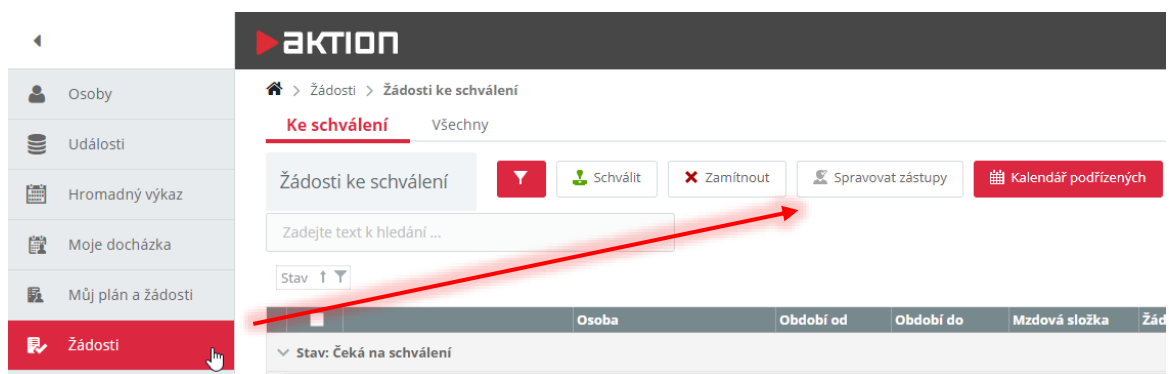 aktion
Osoby
Události
Hromadný výkaz
Moje docházka
Můj plán a žádosti
Žádosti
> Žádosti > Žádosti ke schválení
Ke schválení Všechny
Žádosti ke schválení Schválit Zamítnout Spravovat zástupy Kalendář podřízených
Zadejte text k hledání ...
Stav
Osoba Období od Období do Mzdová složka Žád
Stav: Čeká na schválení